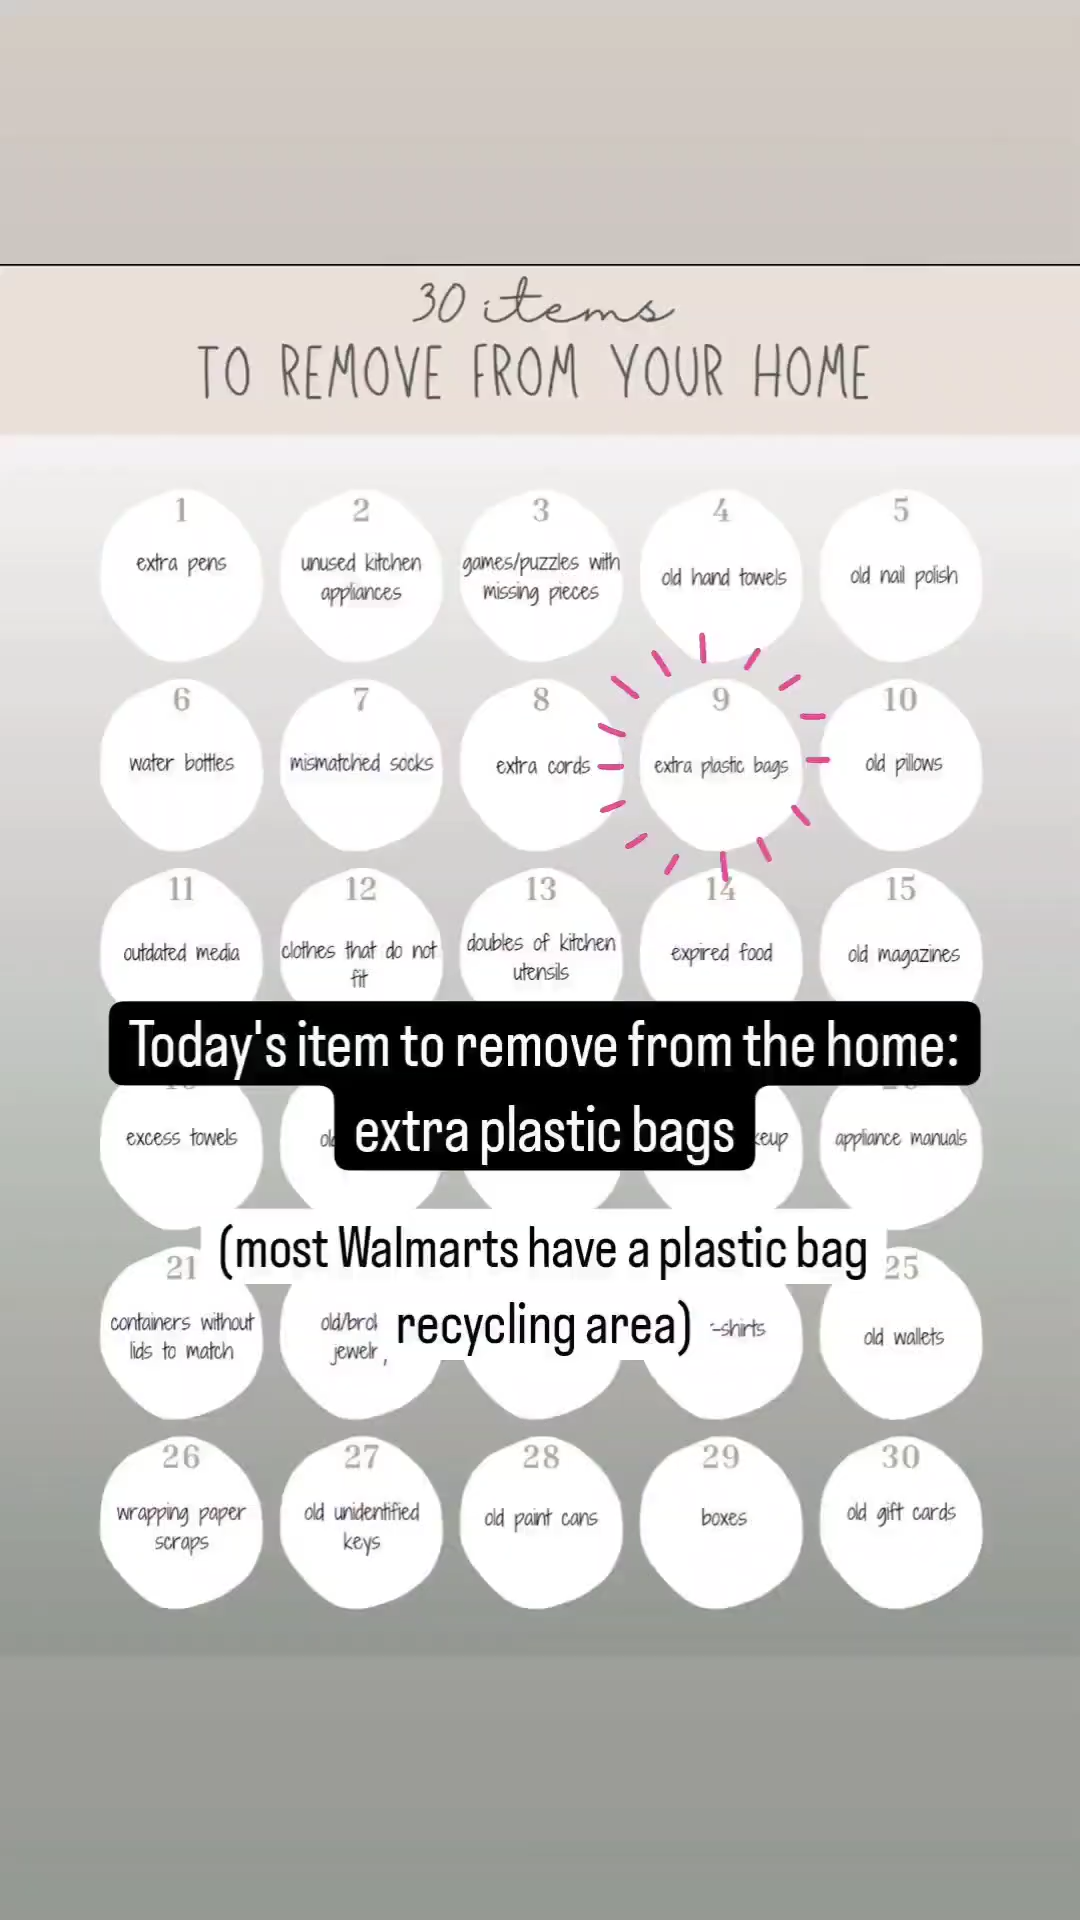 30 items
TO REMOVE FROM YOUR HOME
1
extra pens
2
unused kitchen
appliances
3
games/puzzles with
missing pieces
4
old hand towels
5
old nail polish
6
water bottles
7
mismatched socks
8
extra cords
9
extra plastic bags
10
old pillows
11
outdated media
12
clothes that do not
fit
13
doubles of kitchen
utensils
14
expired food
15
old magazines
Today's item to remove from the home:
extra plastic bags
excess towels
appliance manuals
(most Walmarts have a plastic bag
recycling area)
21
containers without
lids to match
25
old wallets
26
wrapping paper
scraps
27
old unidentified
keys
28
old paint cans
29
boxes
30
old gift cards